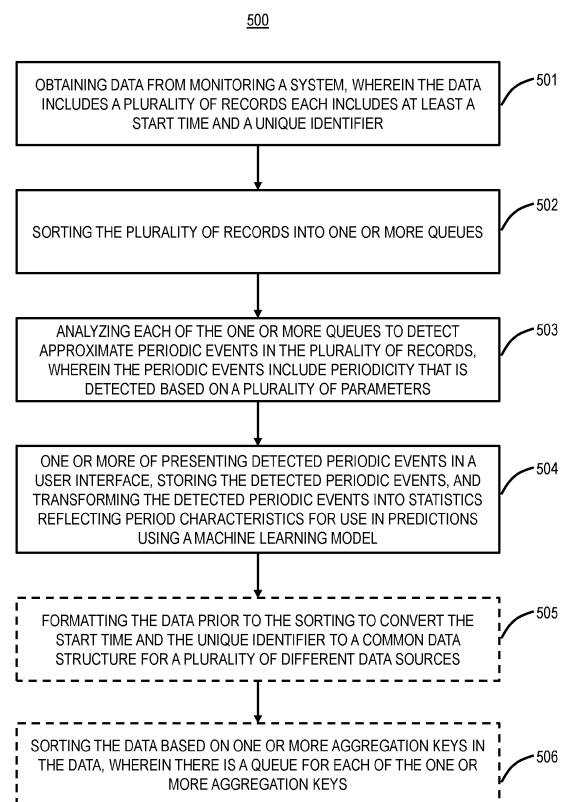 500
OBTAINING DATA FROM MONITORING A SYSTEM, WHEREIN THE DATA
INCLUDES A PLURALITY OF RECORDS EACH INCLUDES AT LEAST A
START TIME AND A UNIQUE IDENTIFIER
501
SORTING THE PLURALITY OF RECORDS INTO ONE OR MORE QUEUES
502
ANALYZING EACH OF THE ONE OR MORE QUEUES TO DETECT
APPROXIMATE PERIODIC EVENTS IN THE PLURALITY OF RECORDS,
WHEREIN THE PERIODIC EVENTS INCLUDE PERIODICITY THAT IS
DETECTED BASED ON A PLURALITY OF PARAMETERS
503
ONE OR MORE OF PRESENTING DETECTED PERIODIC EVENTS IN A
USER INTERFACE, STORING THE DETECTED PERIODIC EVENTS, AND
TRANSFORMING THE DETECTED PERIODIC EVENTS INTO STATISTICS
REFLECTING PERIOD CHARACTERISTICS FOR USE IN PREDICTIONS
USING A MACHINE LEARNING MODEL
504
FORMATTING THE DATA PRIOR TO THE SORTING TO CONVERT THE
START TIME AND THE UNIQUE IDENTIFIER TO A COMMON DATA
STRUCTURE FOR A PLURALITY OF DIFFERENT DATA SOURCES
505
SORTING THE DATA BASED ON ONE OR MORE AGGREGATION KEYS IN
THE DATA, WHEREIN THERE IS A QUEUE FOR EACH OF THE ONE OR
MORE AGGREGATION KEYS
506